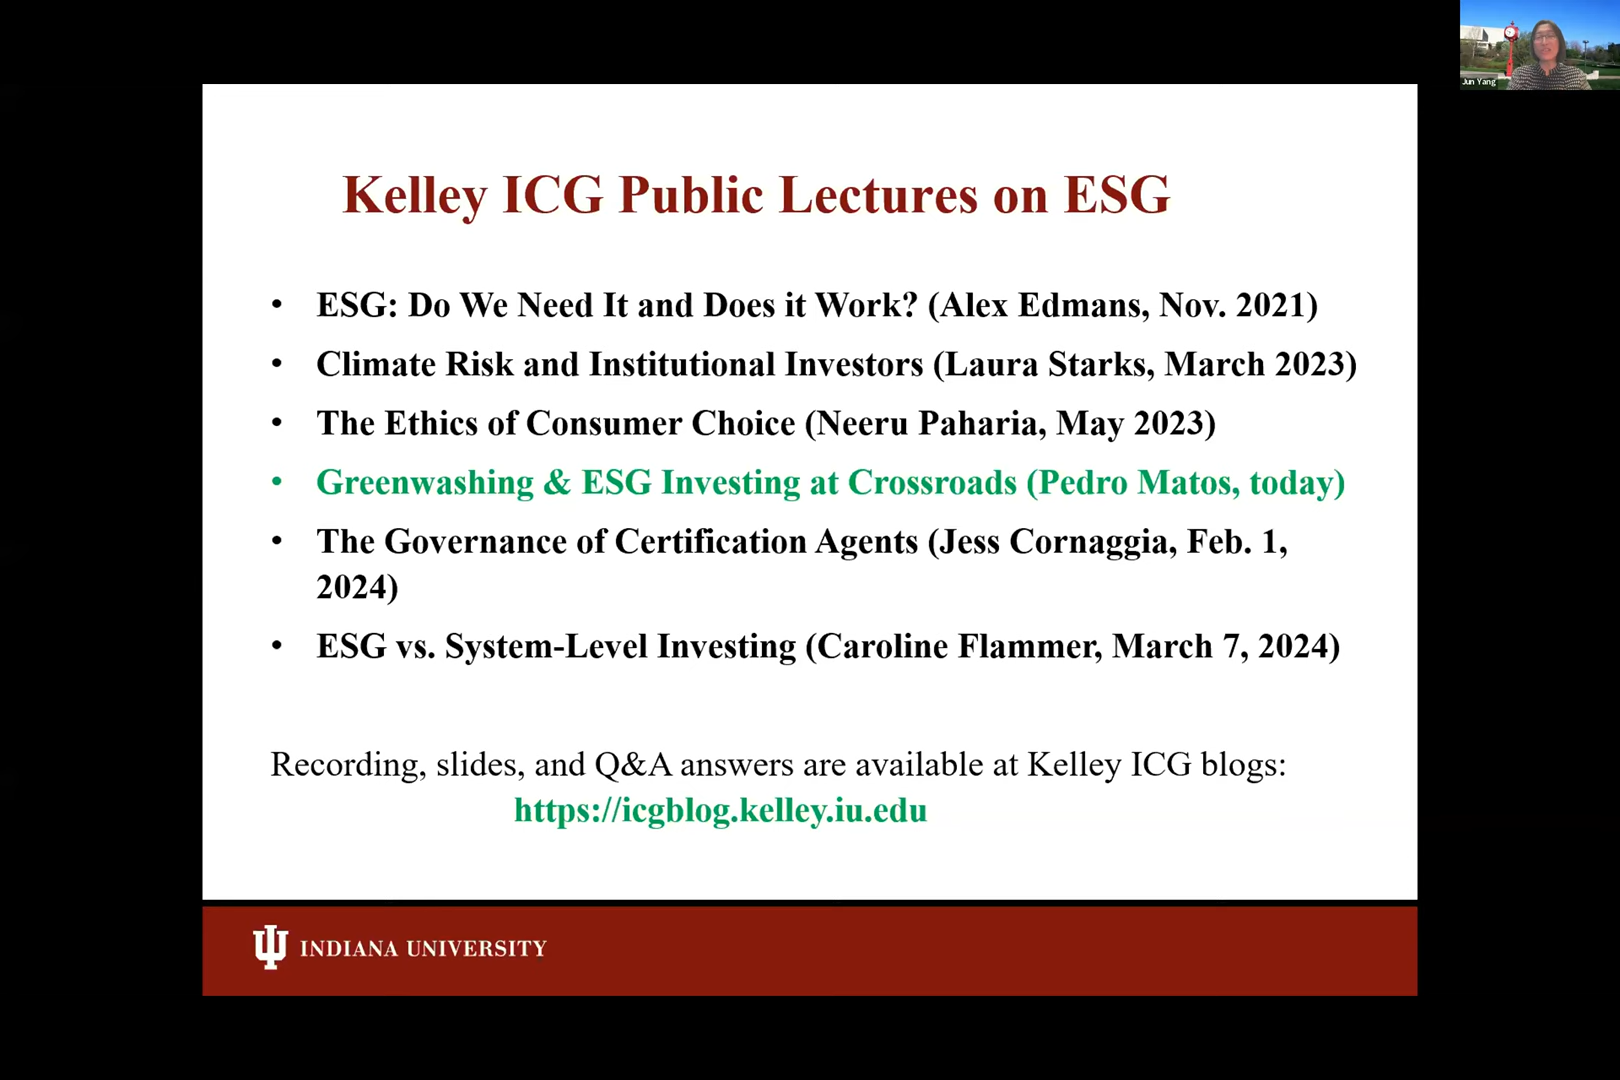 Jun Yang
Kelley ICG Public Lectures on ESG
• ESG: Do We Need It and Does it Work? (Alex Edmans, Nov. 2021)
• Climate Risk and Institutional Investors (Laura Starks, March 2023)
• The Ethics of Consumer Choice (Neeru Paharia, May 2023)
• Greenwashing & ESG Investing at Crossroads (Pedro Matos, today)
• The Governance of Certification Agents (Jess Cornaggia, Feb. 1,
2024)
• ESG vs. System-Level Investing (Caroline Flammer, March 7, 2024)
Recording, slides, and Q&A answers are available at Kelley ICG blogs:
https://icgblog.kelley.iu.edu
INDIANA UNIVERSITY